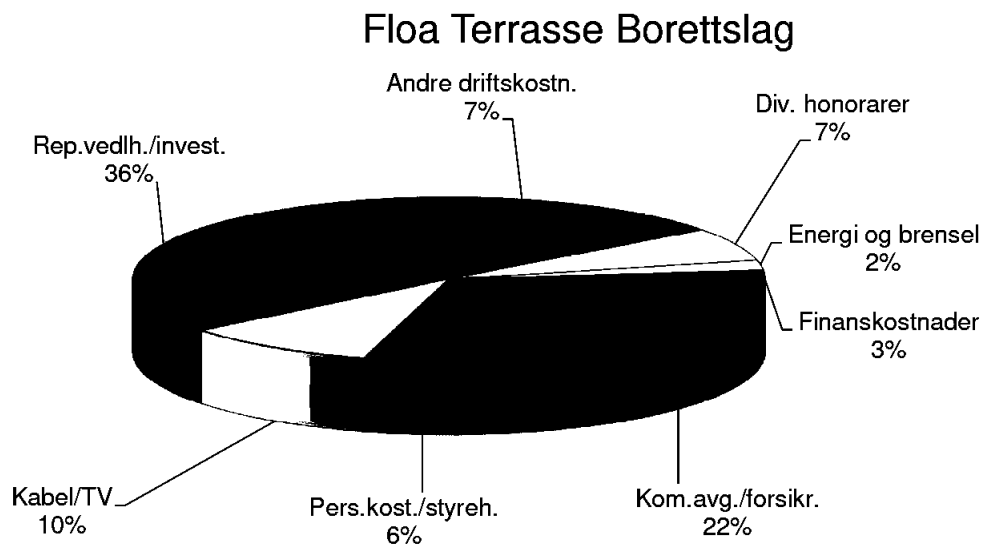 Floa Terrasse Borettslag
Andre driftskostn.
7%
Div. honorarer
7%
Rep.vedlh./invest.
36%
Energi og brensel
2%
Finanskostnader
3%
Kabel/TV
10%
Pers.kost./styreh.
6%
Kom.avg./forsikr.
22%